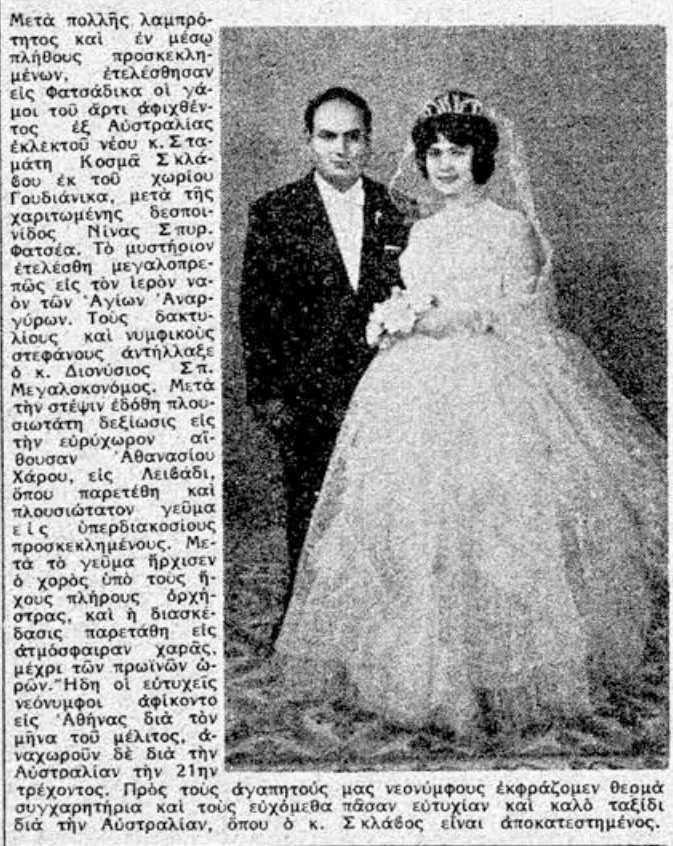 Μετὰ πολλῆς λαμπρό-
τητος καὶ ἐν μέσῳ
πλήθους προσκεκλη-
μένων, ἐτελέσθησαν
εἰς Φατσάδικα οἱ γά-
μοι τοῦ ἄρτι ἀφιχθέν-
τος ἐξ Αὐστραλίας
ἐκλεκτοῦ νέου κ. Στα-
μάτη Κοσμᾶ Σκλά-
βου ἐκ τοῦ χωρίου
Γουδιάνικα, μετὰ τῆς
χαριτωμένης δεσποι-
νίδος Νίνας Σπυρ.
Φατσέα. Τὸ μυστήριον
ἐτελέσθη μεγαλοπρε-
πῶς εἰς τὸν ἱερὸν να-
ὸν τῶν Ἁγίων Ἀναρ-
γύρων. Τοὺς δακτυ-
λίους καὶ νυμφικοὺς
στεφάνους ἀντήλλαξε
ὁ κ. Διονύσιος Σπ.
Μεγαλοκονόμος. Μετὰ
τὴν στέψιν ἐδόθη πλου-
σιωτάτη δεξίωσις εἰς
τὴν εὐρύχωρον αἴ-
θουσαν Ἀθανασίου
Χάρου, εἰς Λειβάδι,
ὅπου παρετέθη καὶ
πλουσιώτατον γεῦμα
εἰς ὑπερδιακοσίους
προσκεκλημένους. Με-
τὰ τὸ γεῦμα ἤρχισεν
ὁ χορὸς ὑπὸ τοὺς ἤ-
χους πλήρους ὀρχή-
στρας, καὶ ἡ διασκέ-
δασις παρετάθη εἰς
ἀτμόσφαιραν χαρᾶς,
μέχρι τῶν πρωϊνῶν ὡ-
ρῶν. Ἤδη οἱ εὐτυχεῖς
νεόνυμφοι ἀφίκοντο
εἰς Ἀθήνας διὰ τὸν
μῆνα τοῦ μέλιτος, ἀ-
ναχωροῦν δὲ διὰ τὴν
Αὐστραλίαν τὴν 21ην
τρέχοντος. Πρὸς τοὺς ἀγαπητούς μας νεονύμφους ἐκφράζομεν θερμὰ
συγχαρητήρια καὶ τοὺς εὐχόμεθα πᾶσαν εὐτυχίαν καὶ καλὸ ταξίδι
διὰ τὴν Αὐστραλίαν, ὅπου ὁ κ. Σκλάβος εἶναι ἀποκατεστημένος.